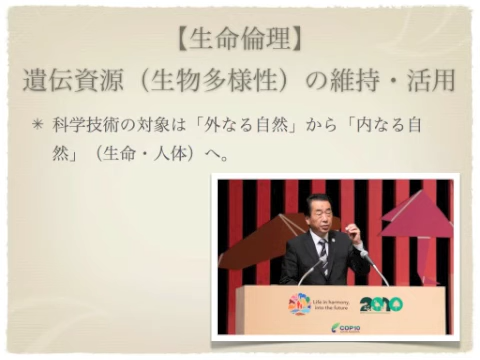 【生命倫理】
遺伝資源（生物多様性）の維持・活用
✴ 科学技術の対象は「外なる自然」から「内なる自
然」（生命・人体）へ。
Life in harmony,
into the future
2010
COP10